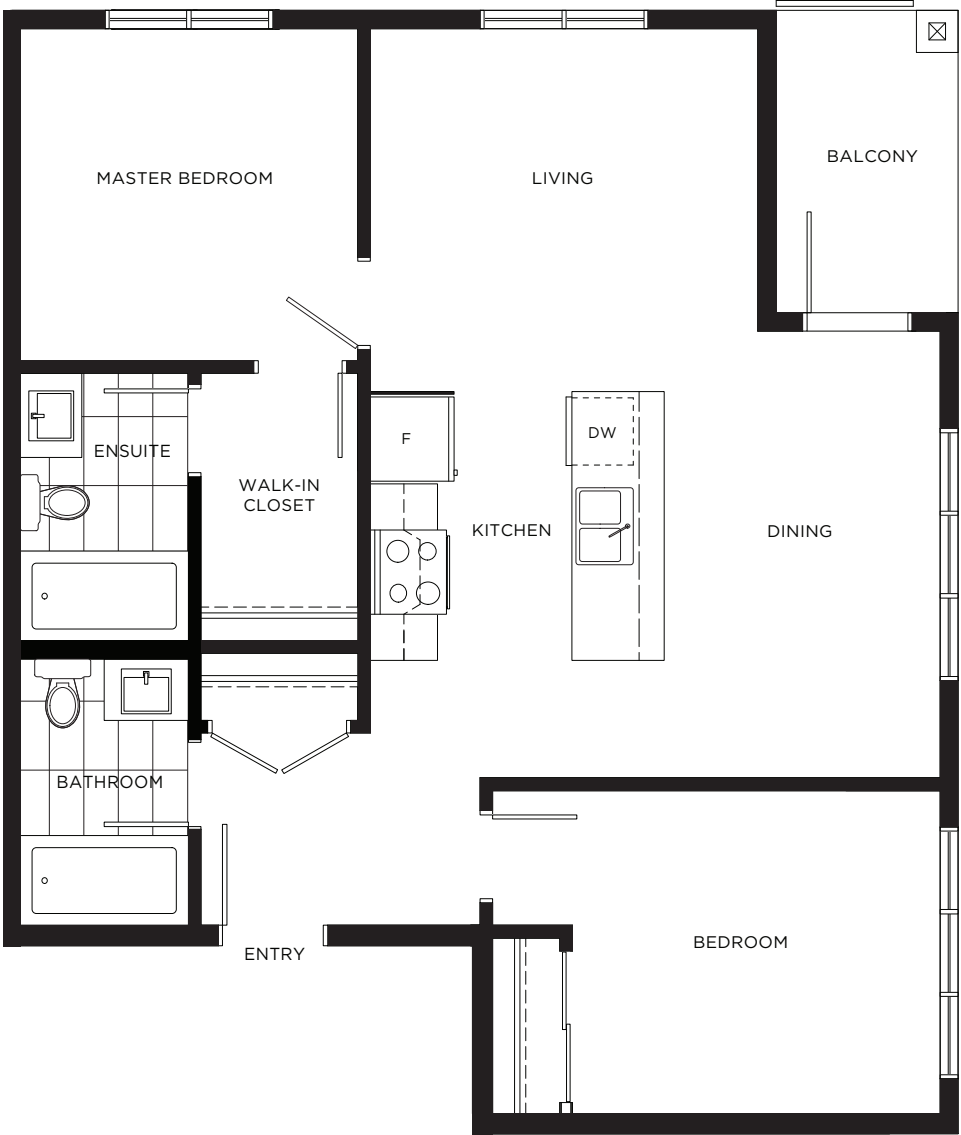 BALCONY
MASTER BEDROOM
LIVING
DW
F
ENSUITE
WALK-IN
CLOSET
KITCHEN
DINING
BATHROOM
BEDROOM
ENTRY